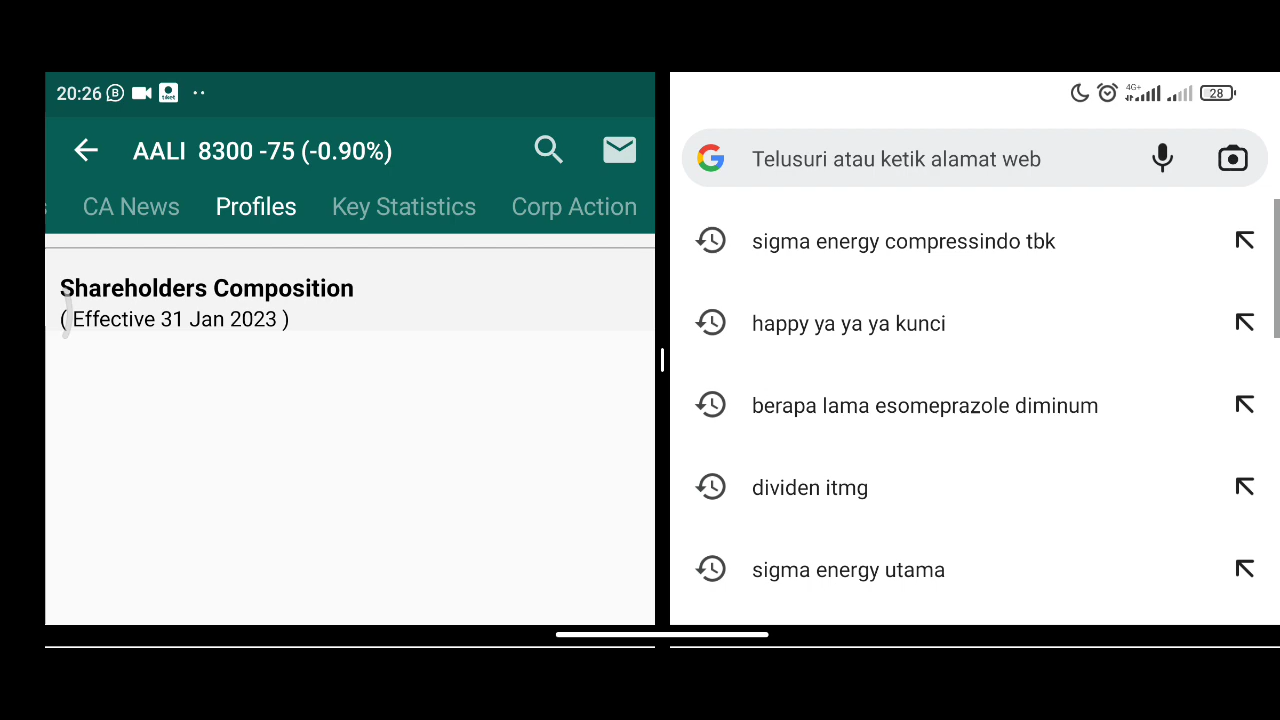 20:26
AALI 8300 -75 (-0.90%)
CA News Profiles Key Statistics Corp Action
Shareholders Composition
( Effective 31 Jan 2023 )
4G+
28
Telusuri atau ketik alamat web
sigma energy compressindo tbk
happy ya ya ya kunci
berapa lama esomeprazole diminum
dividen itmg
sigma energy utama